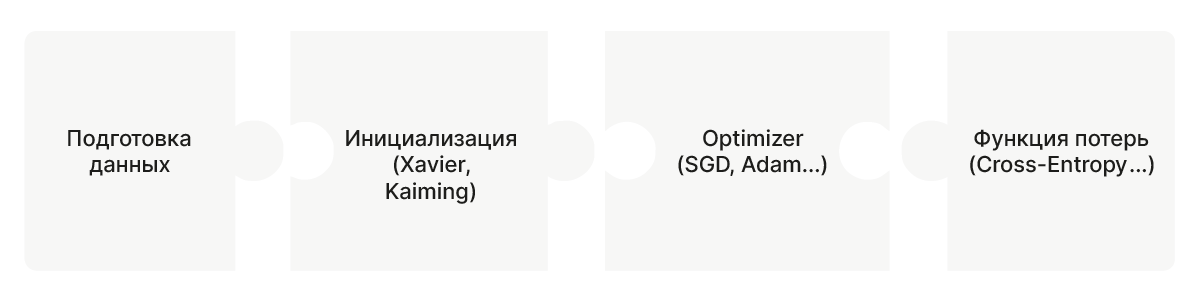 Подготовка
данных
Инициализация
(Xavier,
Kaiming)
Optimizer
(SGD, Adam...)
Функция потерь
(Cross-Entropy...)